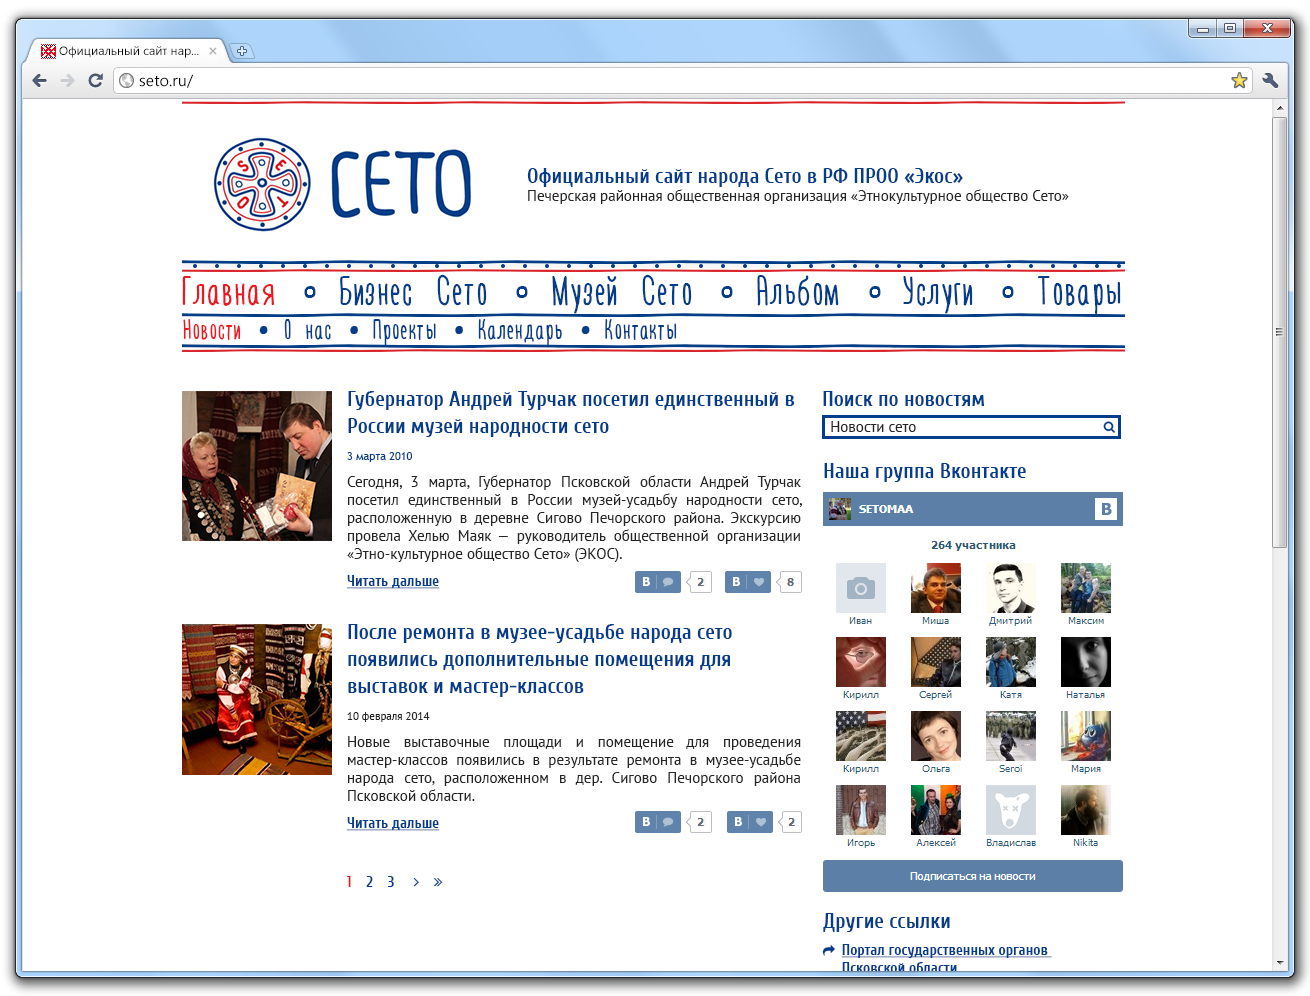 Официальный сайт нар...
seto.ru/
SETO
СЕТО
Официальный сайт народа Сето в РФ ПРОО «Экос»
Печерская районная общественная организация «Этнокультурное общество Сето»
Главная Бизнес Сето Музей Сето Альбом Услуги Товары
Новости О нас Проекты Календарь Контакты
Губернатор Андрей Турчак посетил единственный в
России музей народности сето
3 марта 2010
Сегодня, 3 марта, Губернатор Псковской области Андрей Турчак
посетил единственный в России музей-усадьбу народности сето,
расположенную в деревне Сигово Печорского района. Экскурсию
провела Хелью Маяк — руководитель общественной организации
«Этно-культурное общество Сето» (ЭКОС).
Читать дальше
В 2 В 8
После ремонта в музее-усадьбе народа сето
появились дополнительные помещения для
выставок и мастер-классов
10 февраля 2014
Новые выставочные площади и помещение для проведения
мастер-классов появились в результате ремонта в музее-усадьбе
народа сето, расположенном в дер. Сигово Печорского района
Псковской области.
Читать дальше
В 2 В 2
1 2 3 › »
Поиск по новостям
Новости сето
Наша группа Вконтакте
SETOMAA В
264 участника
Иван Миша Дмитрий Максим
Кирилл Сергей Катя Наталья
Кирилл Ольга Seroi Мария
Игорь Алексей Владислав Nikita
Подписаться на новости
Другие ссылки
Портал государственных органов
Псковской области